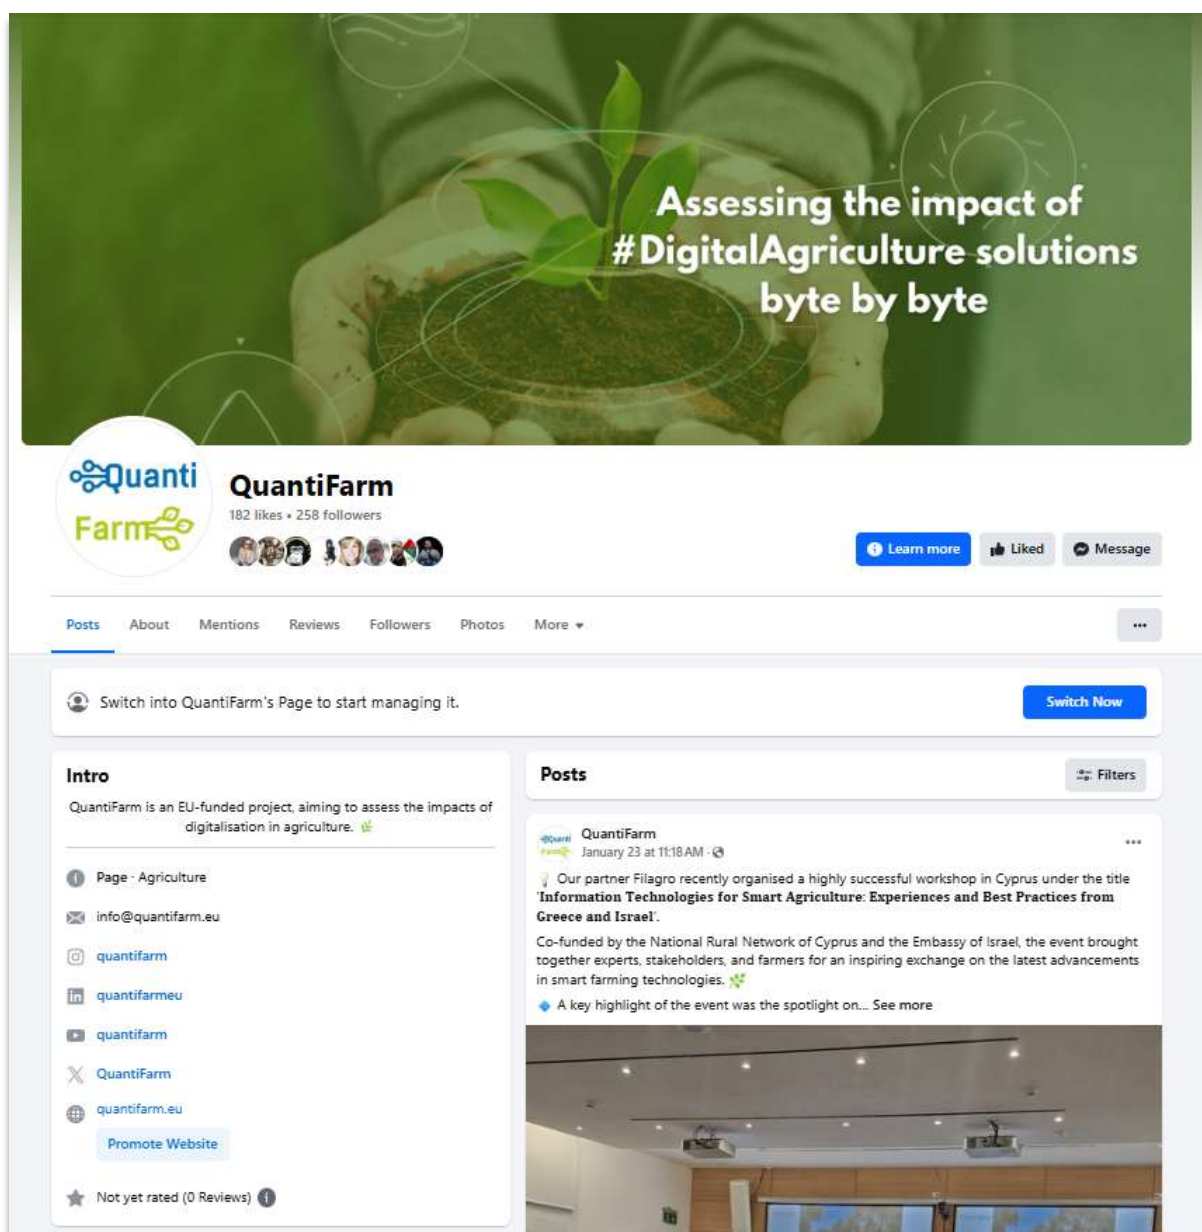 Assessing the impact of
#DigitalAgriculture solutions
byte by byte
Quanti
Farm
QuantiFarm
182 likes • 258 followers
Learn more
Liked
Message
Posts
About
Mentions
Reviews
Followers
Photos
More
Switch into QuantiFarm's Page to start managing it.
Switch Now
Intro
QuantiFarm is an EU-funded project, aiming to assess the impacts of
digitalisation in agriculture.
Page · Agriculture
info@quantifarm.eu
quantifarm
quantifarmeu
quantifarm
QuantiFarm
quantifarm.eu
Promote Website
Not yet rated (0 Reviews)
Posts
Filters
Quanti
Farm
QuantiFarm
January 23 at 11:18 AM ·
Our partner Filagro recently organised a highly successful workshop in Cyprus under the title
'Information Technologies for Smart Agriculture: Experiences and Best Practices from
Greece and Israel'.
Co-funded by the National Rural Network of Cyprus and the Embassy of Israel, the event brought
together experts, stakeholders, and farmers for an inspiring exchange on the latest advancements
in smart farming technologies.
A key highlight of the event was the spotlight on... See more